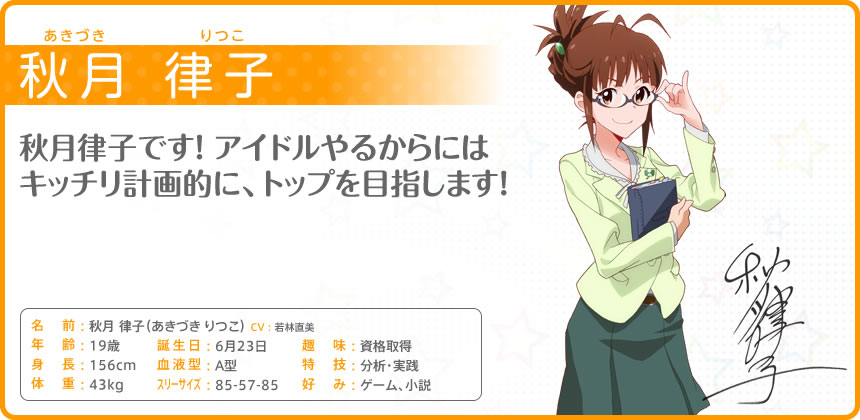 あきづき りつこ
秋月 律子
秋月律子です! アイドルやるからには
キッチリ計画的に、トップを目指します!
名 前 : 秋月 律子(あきづき りつこ) CV : 若林直美
年 齢 : 19歳 誕生日 : 6月23日 趣 味 : 資格取得
身 長 : 156cm 血液型 : A型 特 技 : 分析・実践
体 重 : 43kg スリーサイズ : 85-57-85 好 み : ゲーム、小説
秋月律子